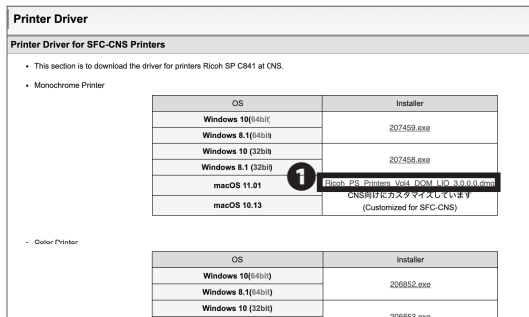 Printer Driver
Printer Driver for SFC-CNS Printers
• This section is to download the driver for printers Ricoh SP C841 at CNS.
• Monochrome Printer
OS Installer
Windows 10(64bit)
207459.exe
Windows 8.1(64bit)
Windows 10 (32bit)
207458.exe
Windows 8.1 (32bit)
1
macOS 11.01
Ricoh_PS_Printers_Vol4_DOM_LIO_3.0.0.0.dmg
CNS向けにカスタマイズしています
macOS 10.13
(Customized for SFC-CNS)
• Color Printer
OS Installer
Windows 10(64bit)
206852.exe
Windows 8.1(64bit)
Windows 10 (32bit)
206853.exe